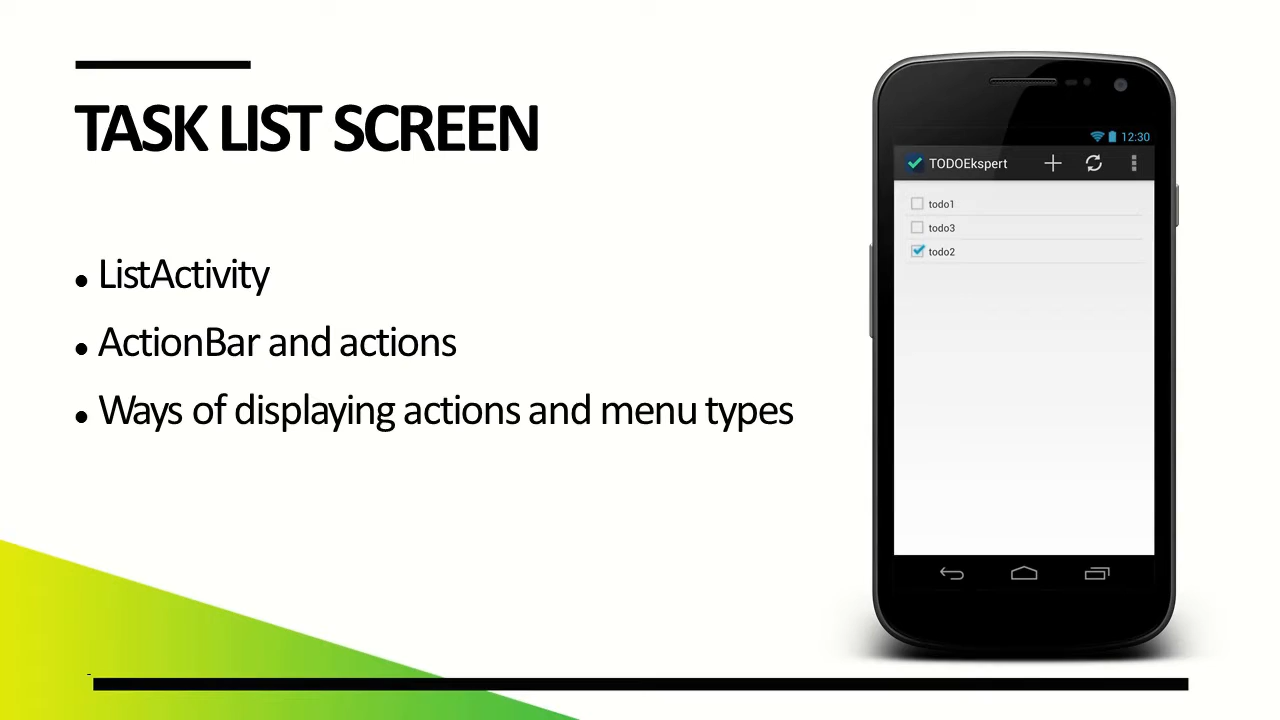 TASK LIST SCREEN
• ListActivity
• ActionBar and actions
• Ways of displaying actions and menu types
12:30
TODOEkspert
todo1
todo3
todo2